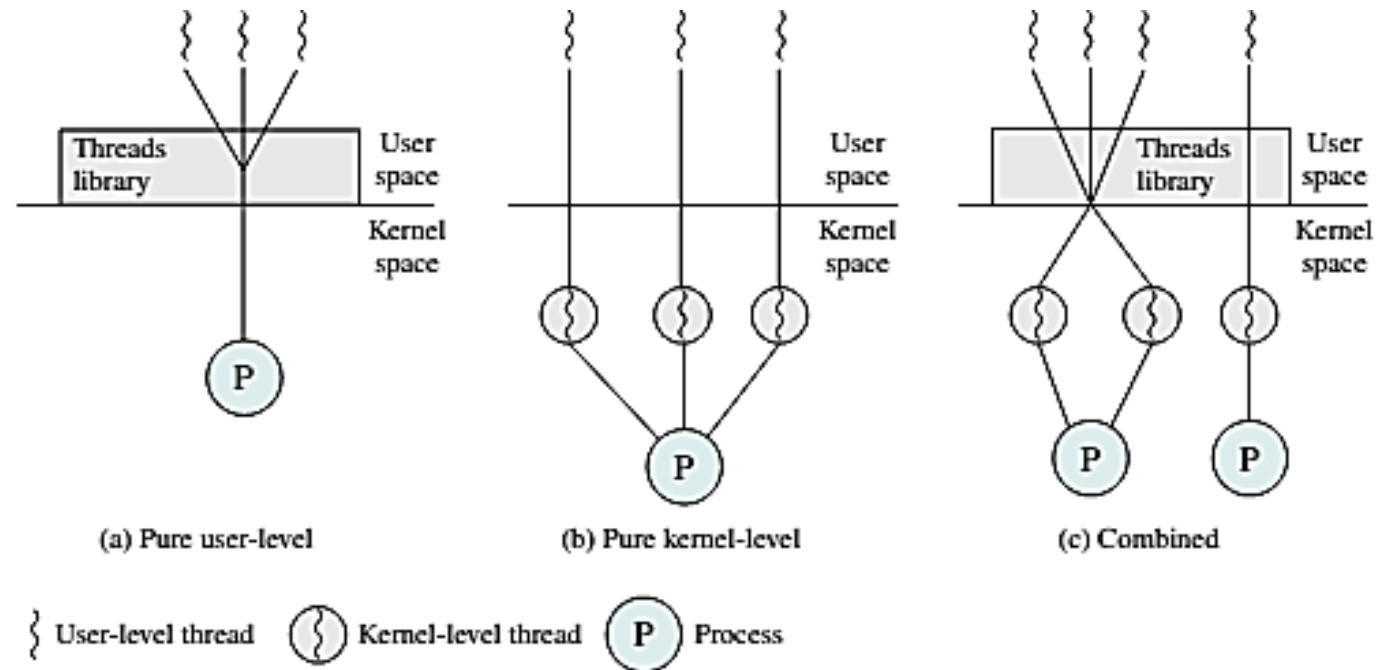 Threads
library
User
space
Kernel
space
P
(a) Pure user-level
User
space
Kernel
space
P
(b) Pure kernel-level
Threads
library
User
space
Kernel
space
P
P
(c) Combined
User-level thread
Kernel-level thread
P
Process